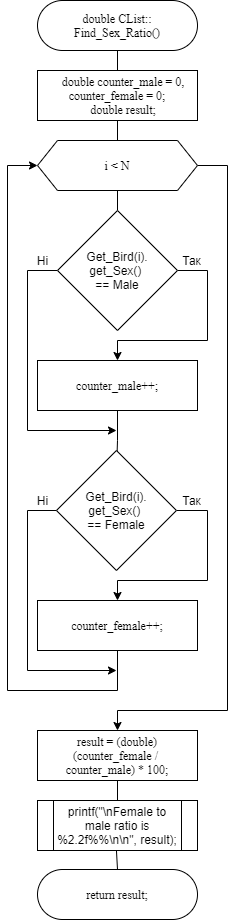 double CList::
Find_Sex_Ratio()
double counter_male = 0,
counter_female = 0;
double result;
i < N
Get_Bird(i).
get_Sex()
== Male
Ні
Так
counter_male++;
Get_Bird(i).
get_Sex()
== Female
Ні
Так
counter_female++;
result = (double)
(counter_female /
counter_male) * 100;
printf("\nFemale to
male ratio is
%2.2f%%\n\n", result);
return result;